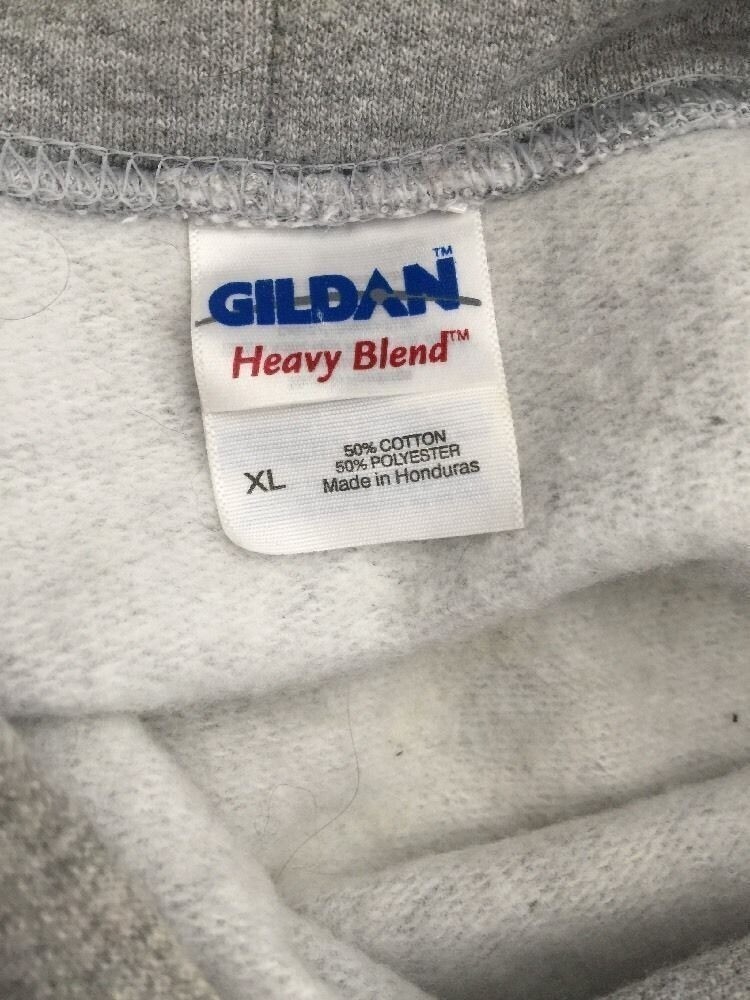 GILDAN™
Heavy Blend™
XL
50% COTTON
50% POLYESTER
Made in Honduras